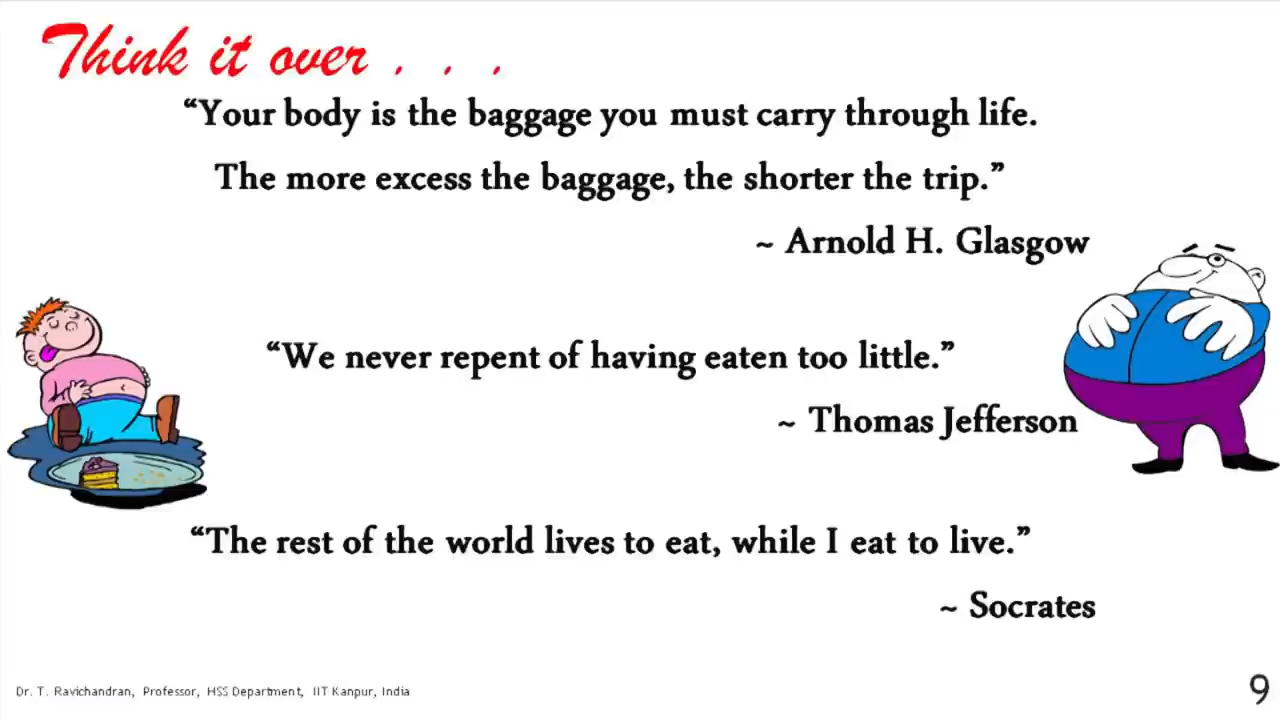 Think it over . . .
“Your body is the baggage you must carry through life.
The more excess the baggage, the shorter the trip.”
~ Arnold H. Glasgow
“We never repent of having eaten too little.”
~ Thomas Jefferson
“The rest of the world lives to eat, while I eat to live.”
~ Socrates
Dr. T. Ravichandran, Professor, HSS Department, IIT Kanpur, India
9